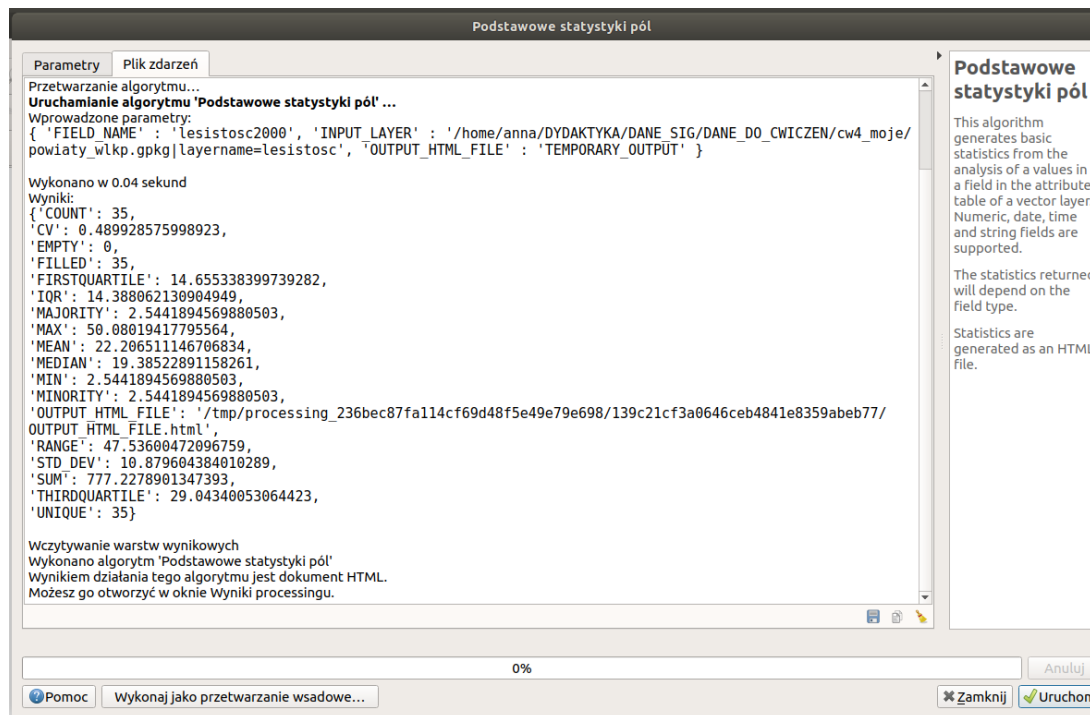 Podstawowe statystyki pól
Parametry
Plik zdarzeń
Przetwarzanie algorytmu...
Uruchamianie algorytmu 'Podstawowe statystyki pól' ...
Wprowadzone parametry:
{ 'FIELD_NAME' : 'lesistosc2000', 'INPUT_LAYER' : '/home/anna/DYDAKTYKA/DANE_SIG/DANE_DO_CWICZEN/cw4_moje/
powiaty_wlkp.gpkg|layername=lesistosc', 'OUTPUT_HTML_FILE' : 'TEMPORARY_OUTPUT' }
Wykonano w 0.04 sekund
Wyniki:
{'COUNT': 35,
'CV': 0.489928575998923,
'EMPTY': 0,
'FILLED': 35,
'FIRSTQUARTILE': 14.655338399739282,
'IQR': 14.388062130904949,
'MAJORITY': 2.5441894569880503,
'MAX': 50.08019417795564,
'MEAN': 22.206511146706834,
'MEDIAN': 19.38522891158261,
'MIN': 2.5441894569880503,
'MINORITY': 2.5441894569880503,
'OUTPUT_HTML_FILE': '/tmp/processing_236bec87fa114cf69d48f5e49e79e698/139c21cf3a0646ceb4841e8359abeb77/
OUTPUT_HTML_FILE.html',
'RANGE': 47.53600472096759,
'STD_DEV': 10.879604384010289,
'SUM': 777.2278901347393,
'THIRDQUARTILE': 29.04340053064423,
'UNIQUE': 35}
Wczytywanie warstw wynikowych
Wykonano algorytm 'Podstawowe statystyki pól'
Wynikiem działania tego algorytmu jest dokument HTML.
Możesz go otworzyć w oknie Wyniki processingu.
Podstawowe
statystyki pól
This algorithm
generates basic
statistics from the
analysis of a values in
a field in the attribute
table of a vector layer
Numeric, date, time
and string fields are
supported.
The statistics returned
will depend on the
field type.
Statistics are
generated as an HTML
file.
0%
Anuluj
Pomoc
Wykonaj jako przetwarzanie wsadowe...
Zamknij
Uruchom